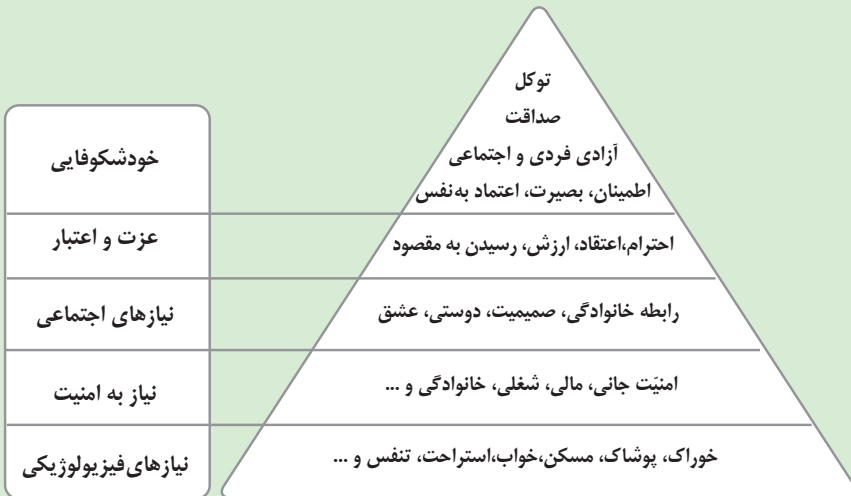 توکل
صداقت
آزادی فردی و اجتماعی
اطمینان، بصیرت، اعتماد به‌نفس
خودشکوفایی
احترام،اعتقاد، ارزش، رسیدن به مقصود
عزت و اعتبار
رابطه خانوادگی، صمیمیت، دوستی، عشق
نیازهای اجتماعی
امنیّت جانی، مالی، شغلی، خانوادگی و ...
نیاز به امنیت
خوراک، پوشاک، مسکن،خواب،استراحت، تنفس و ...
نیازهای‌فیزیولوژیکی